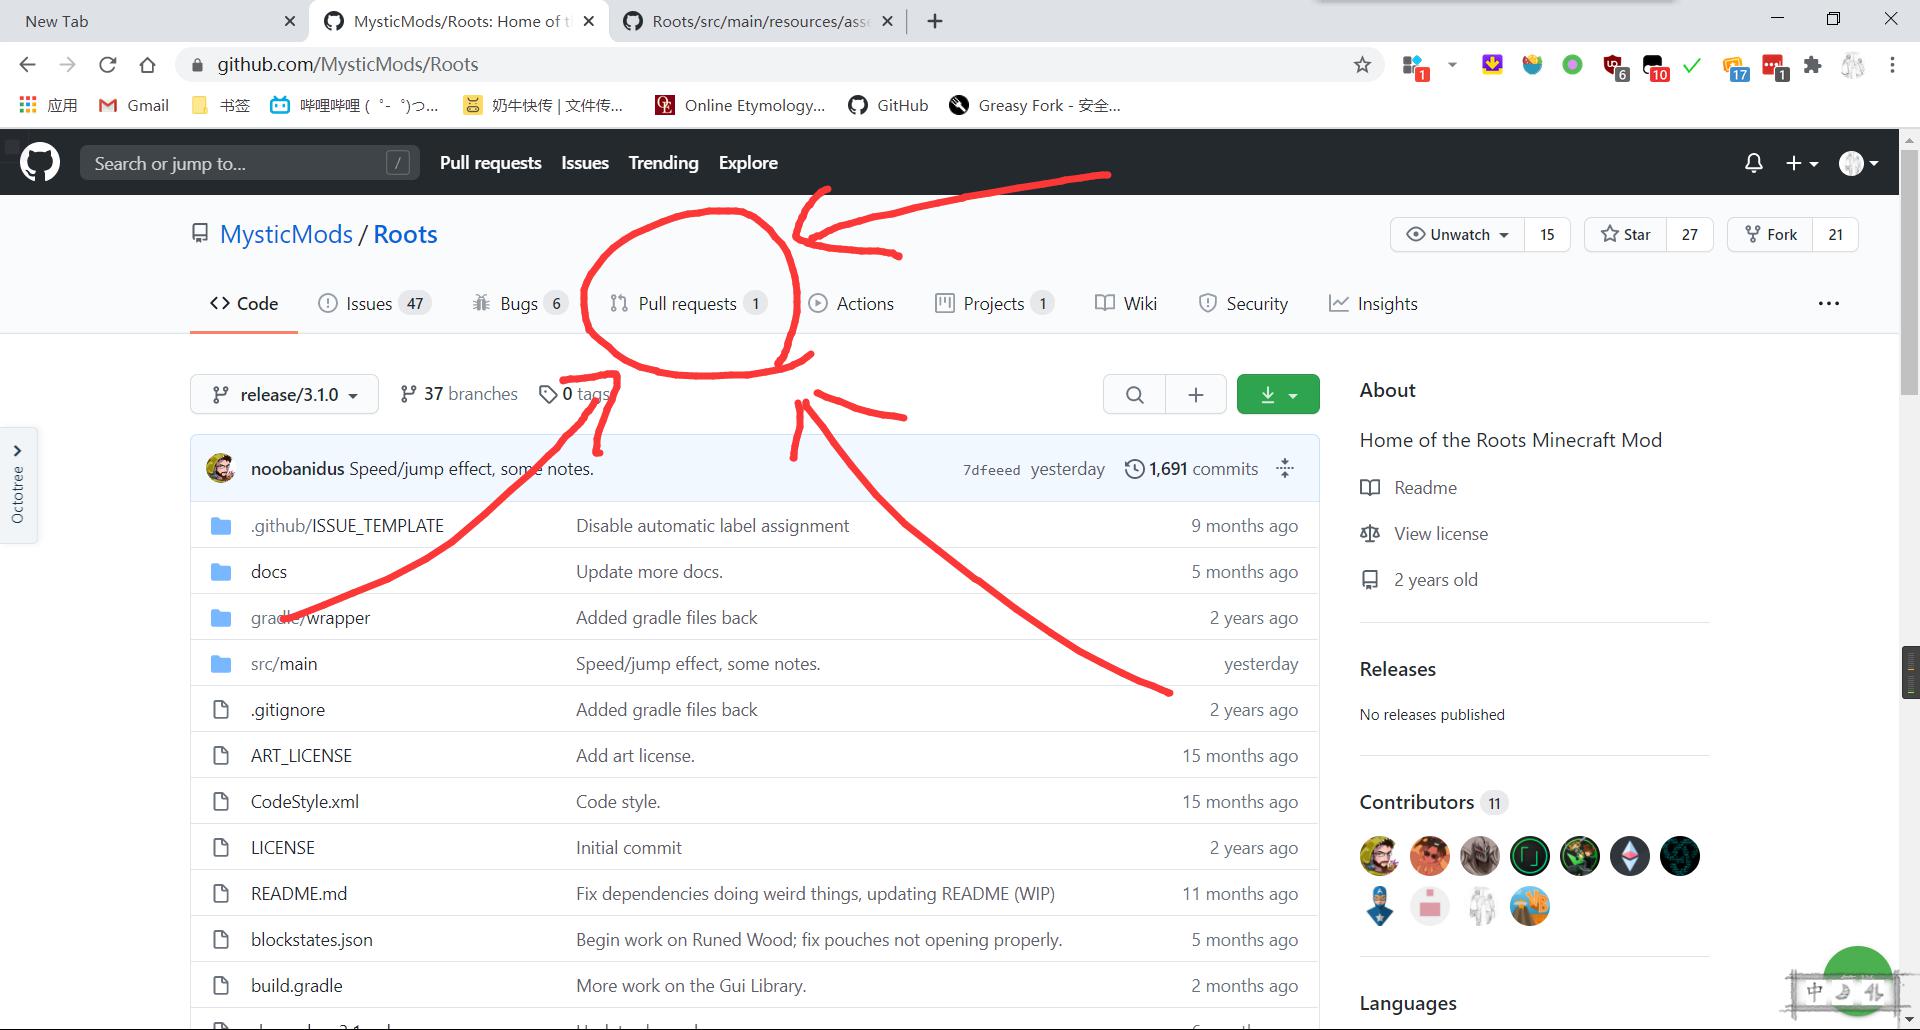 New Tab
MysticMods/Roots: Home of t
Roots/src/main/resources/asse
github.com/MysticMods/Roots
1
6
10
17
1
应用
Gmail
书签
哔哩哔哩 ( ゜- ゜)つ...
奶牛快传 | 文件传...
Online Etymology...
GitHub
Greasy Fork - 安全...
Search or jump to...
/
Pull requests
Issues
Trending
Explore
MysticMods / Roots
Unwatch
15
Star
27
Fork
21
Code
Issues 47
Bugs 6
Pull requests 1
Actions
Projects 1
Wiki
Security
Insights
release/3.1.0
37 branches
0 tags
Octotree
noobanidus Speed/jump effect, some notes.
7dfeeed yesterday
1,691 commits
.github/ISSUE_TEMPLATE Disable automatic label assignment 9 months ago
docs Update more docs. 5 months ago
gradle/wrapper Added gradle files back 2 years ago
src/main Speed/jump effect, some notes. yesterday
.gitignore Added gradle files back 2 years ago
ART_LICENSE Add art license. 15 months ago
CodeStyle.xml Code style. 15 months ago
LICENSE Initial commit 2 years ago
README.md Fix dependencies doing weird things, updating README (WIP) 11 months ago
blockstates.json Begin work on Runed Wood; fix pouches not opening properly. 5 months ago
build.gradle More work on the Gui Library. 2 months ago
About
Home of the Roots Minecraft Mod
Readme
View license
2 years old
Releases
No releases published
Contributors 11
Languages
中